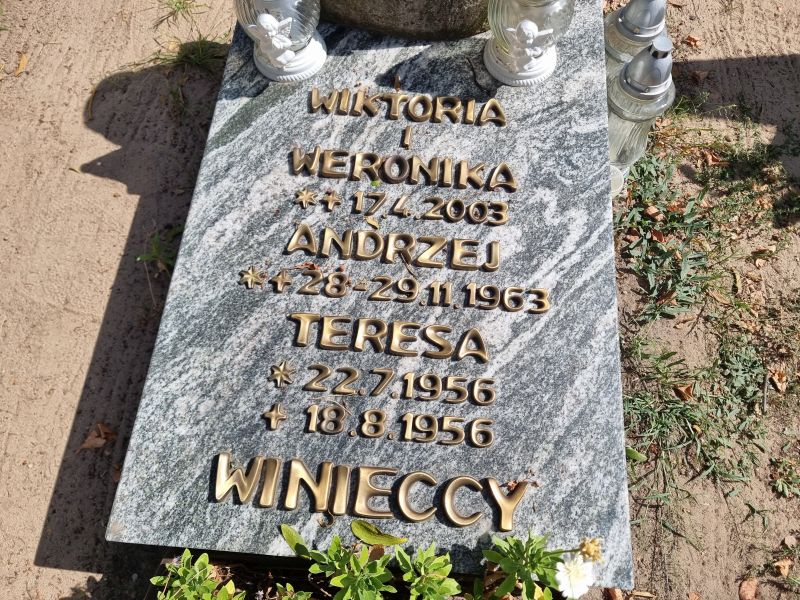 WIKTORIA
I
WERONIKA
*+ 17.4.2003
ANDRZEJ
*+ 28-29.11.1963
TERESA
* 22.7.1956
+ 18.8.1956
WINIECCY